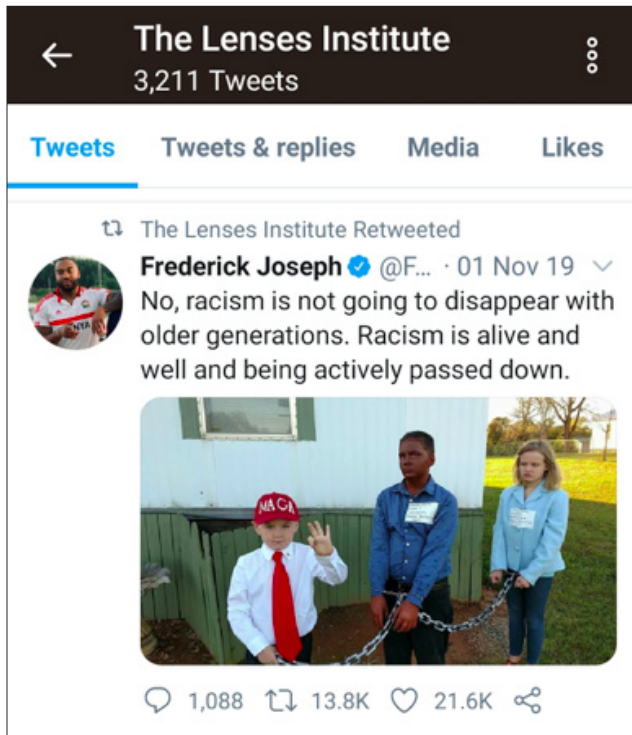 The Lenses Institute
3,211 Tweets
Tweets Tweets & replies Media Likes
The Lenses Institute Retweeted
Frederick Joseph @F... · 01 Nov 19
No, racism is not going to disappear with
older generations. Racism is alive and
well and being actively passed down.
MAGA
1,088 13.8K 21.6K